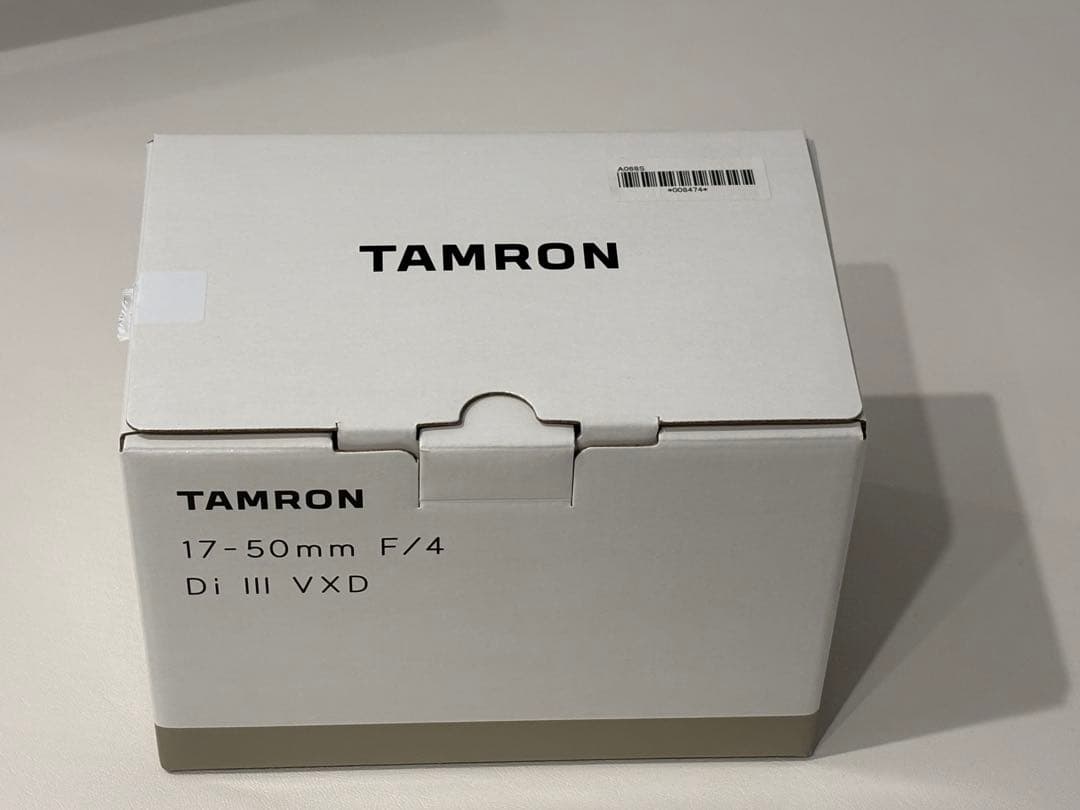 A068S
*008474*
TAMRON
TAMRON
17-50mm F/4
Di III VXD